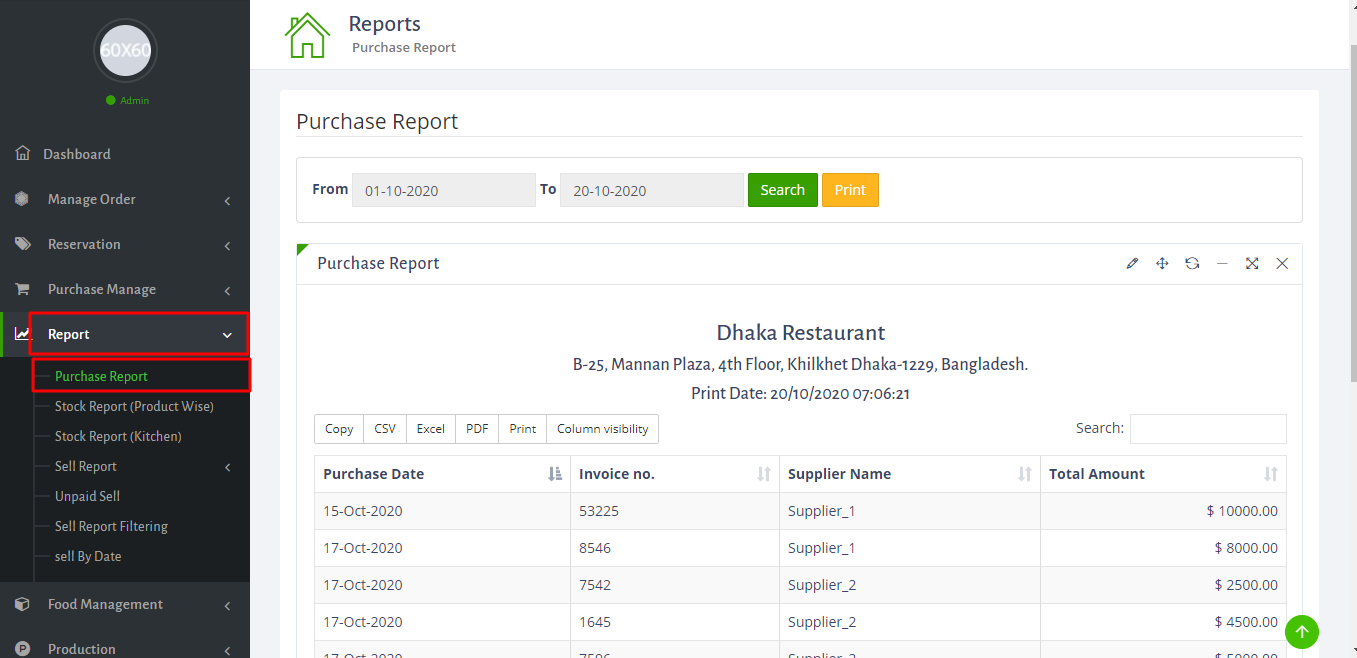 60X60
Admin
Dashboard
Manage Order
Reservation
Purchase Manage
Report
Purchase Report
Stock Report (Product Wise)
Stock Report (Kitchen)
Sell Report
Unpaid Sell
Sell Report Filtering
sell By Date
Food Management
Production
Reports
Purchase Report
Purchase Report
From 01-10-2020 To 20-10-2020 Search Print
Purchase Report
Dhaka Restaurant
B-25, Mannan Plaza, 4th Floor, Khilkhet Dhaka-1229, Bangladesh.
Print Date: 20/10/2020 07:06:21
Copy CSV Excel PDF Print Column visibility Search:
Purchase Date Invoice no. Supplier Name Total Amount
15-Oct-2020 53225 Supplier_1 $ 10000.00
17-Oct-2020 8546 Supplier_1 $ 8000.00
17-Oct-2020 7542 Supplier_2 $ 2500.00
17-Oct-2020 1645 Supplier_2 $ 4500.00